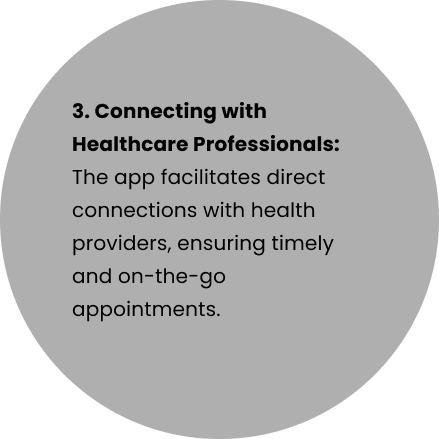 3. Connecting with
Healthcare Professionals:
The app facilitates direct
connections with health
providers, ensuring timely
and on-the-go
appointments.